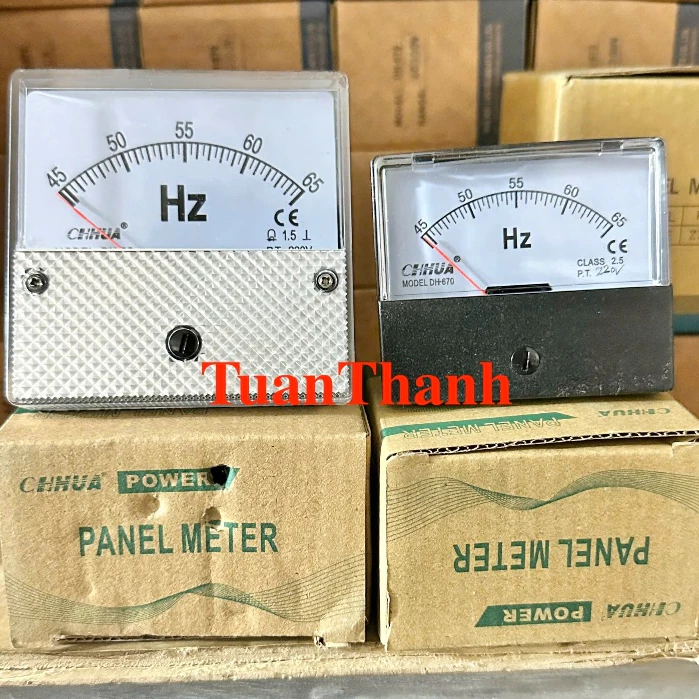 45 50 55 60 65
Hz
CHHUA®
CE
Ω 1.5 ⊥
P.T. 220V
45 50 55 60 65
Hz
CHHUA®
MODEL DH-670
CE
CLASS 2.5
P.T. 220V
TuanThanh
CHHUA® POWER
PANEL METER
PANEL METER CHHUA
PANEL METER
CHHUA® POWER